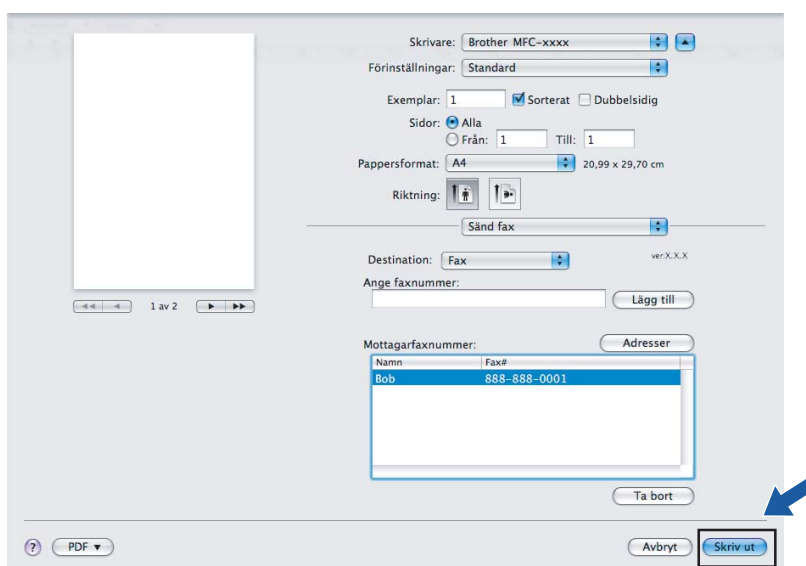 Skrivare: Brother MFC-xxxx
Förinställningar: Standard
Exemplar: 1 Sorterat Dubbelsidig
Sidor: Alla
Från: 1 Till: 1
Pappersformat: A4 20,99 x 29,70 cm
Riktning:
Sänd fax
Destination: Fax ver.X.X.X
Ange faxnummer:
1 av 2 Lägg till
Mottagarfaxnummer: Adresser
Namn Fax#
Bob 888-888-0001
Ta bort
? PDF Avbryt Skriv ut